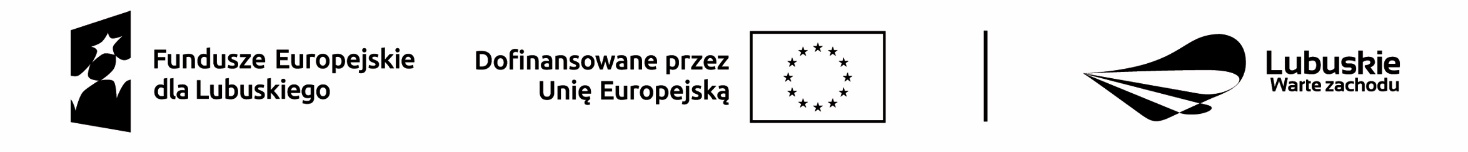 Fundusze Europejskie
dla Lubuskiego
Dofinansowane przez
Unię Europejską
Lubuskie
Warte zachodu